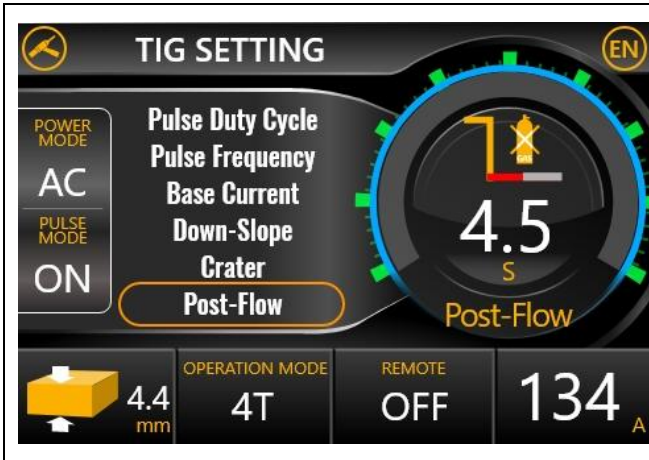 TIG SETTING
EN
POWER
MODE
AC
PULSE
MODE
ON
Pulse Duty Cycle
Pulse Frequency
Base Current
Down-Slope
Crater
Post-Flow
GAS
4.5
S
Post-Flow
4.4
mm
OPERATION MODE
4T
REMOTE
OFF
134
A